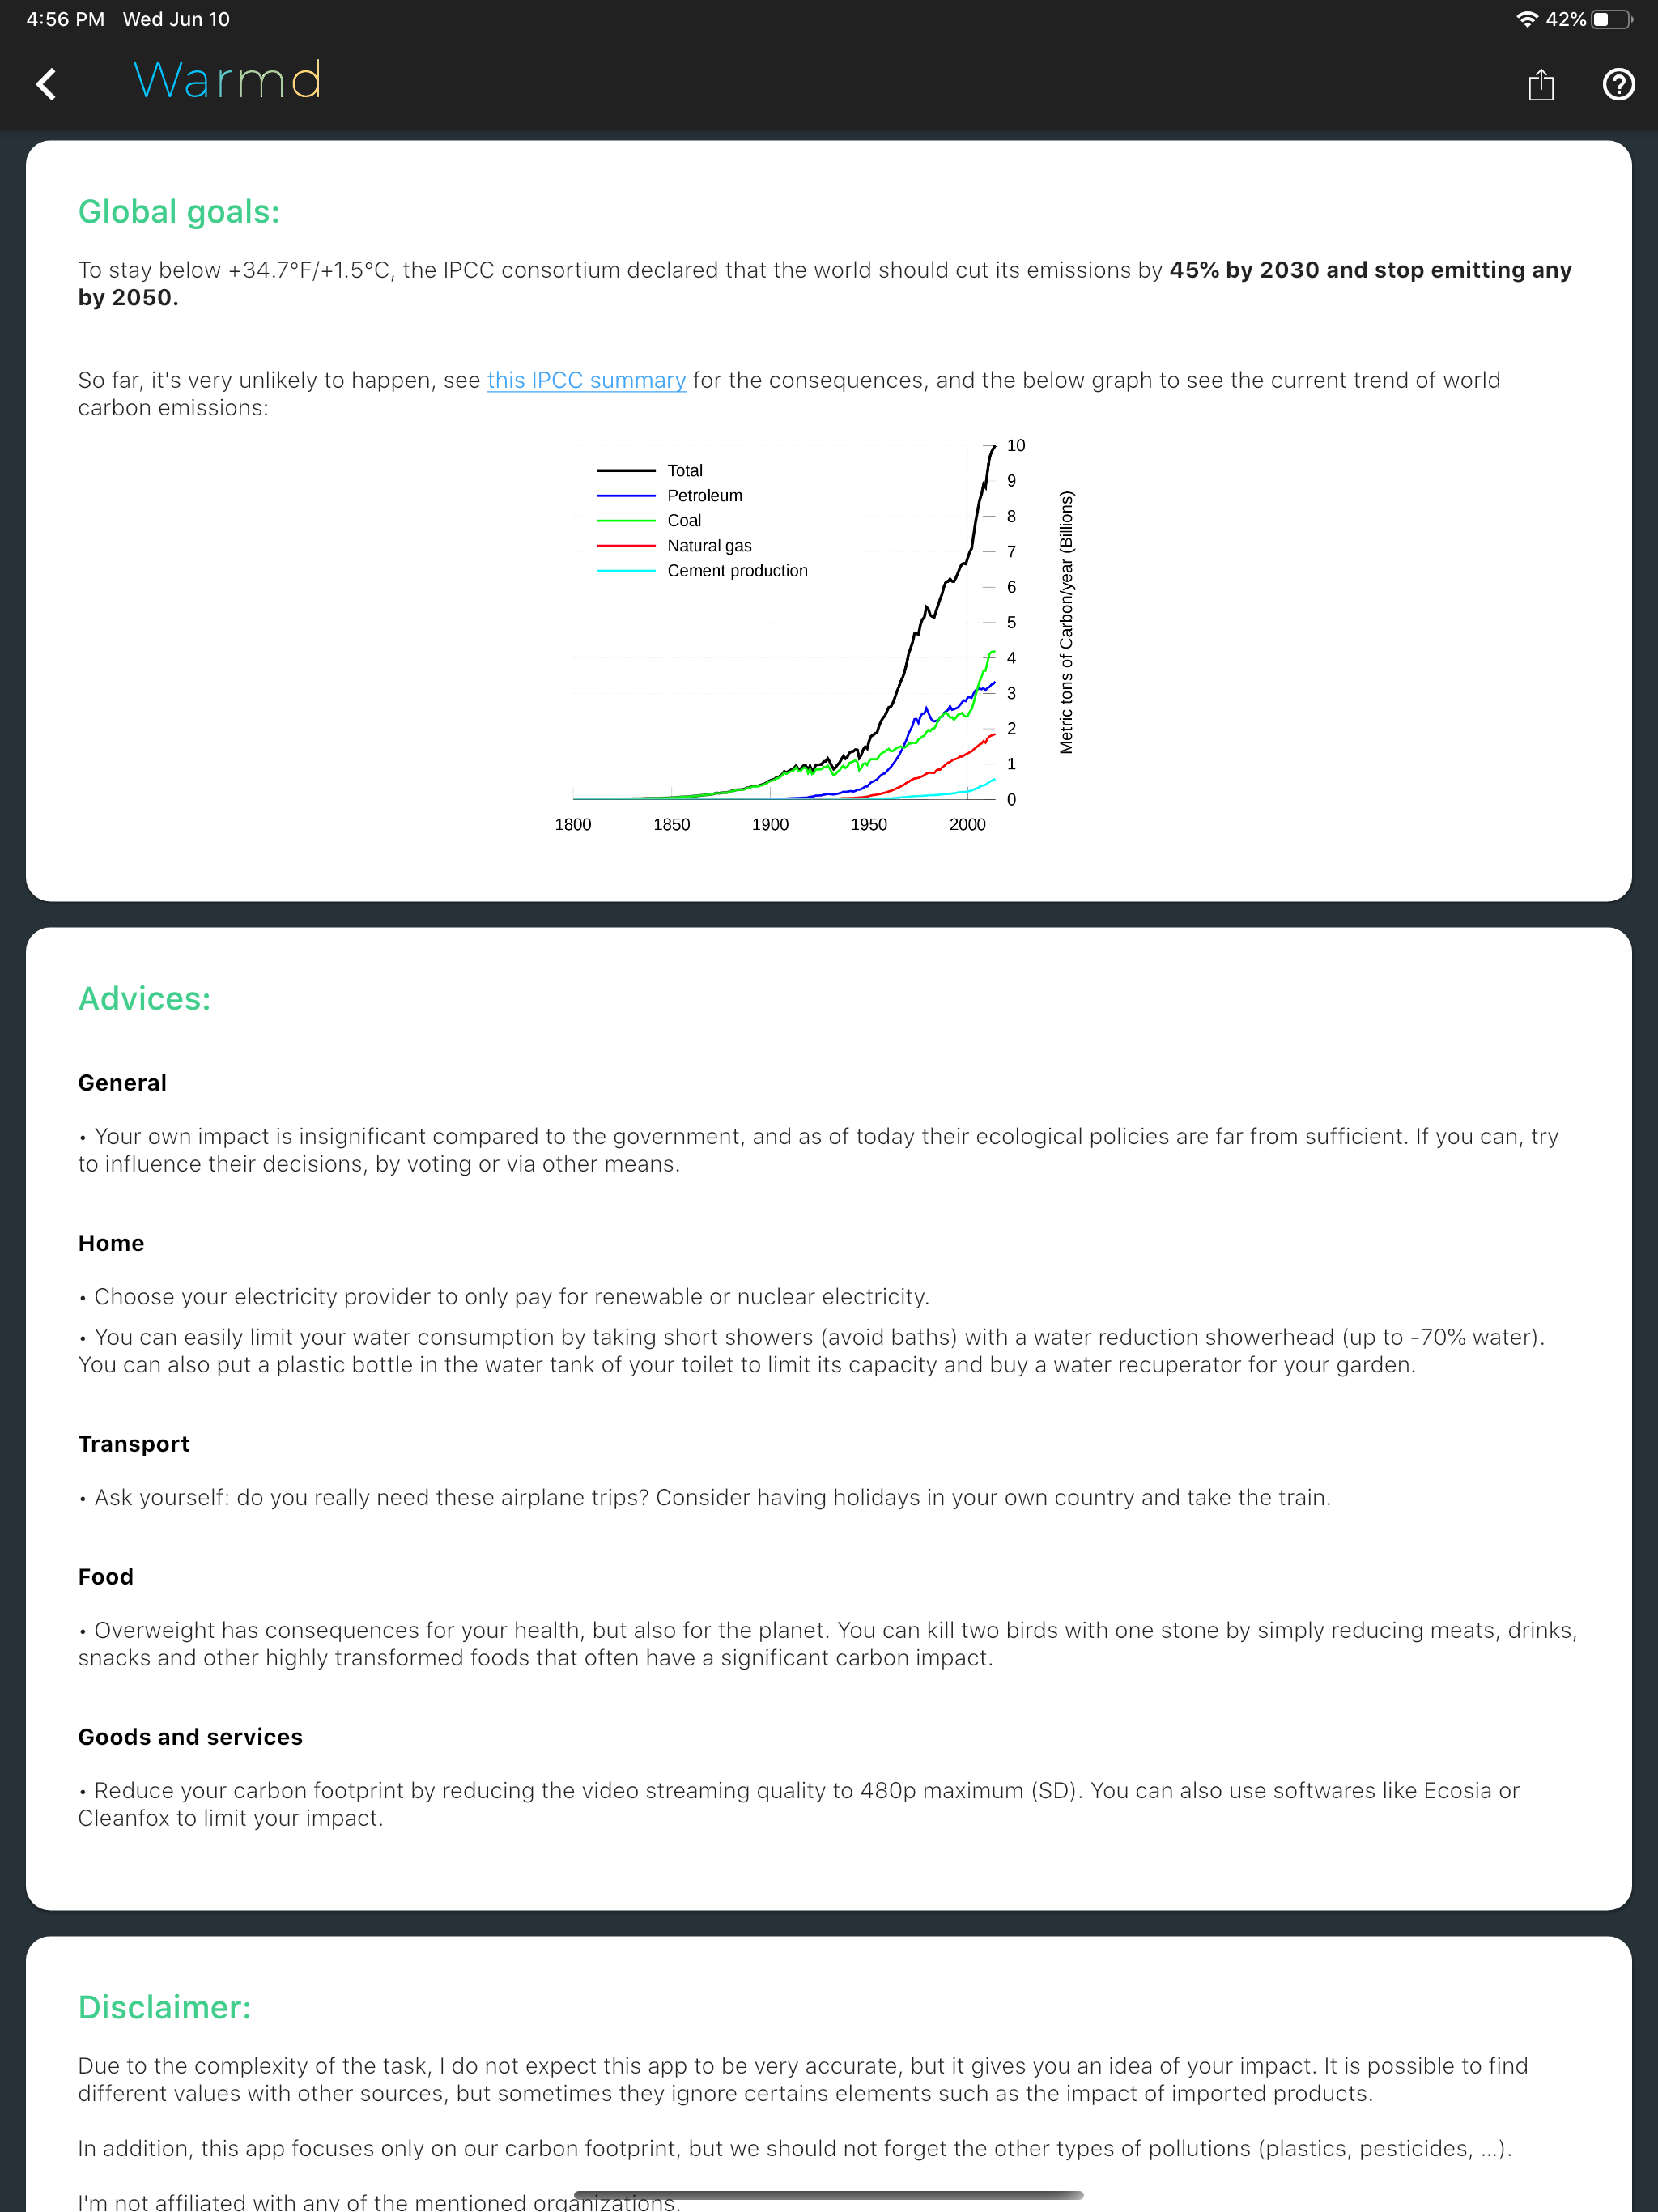 4:56 PM Wed Jun 10
42%
Warmd
Global goals:
To stay below +34.7°F/+1.5°C, the IPCC consortium declared that the world should cut its emissions by 45% by 2030 and stop emitting any
by 2050.
So far, it's very unlikely to happen, see this IPCC summary for the consequences, and the below graph to see the current trend of world
carbon emissions:
Total
Petroleum
Coal
Natural gas
Cement production
10
9
8
7
6
5
4
3
2
1
0
Metric tons of Carbon/year (Billions)
1800 1850 1900 1950 2000
Advices:
General
• Your own impact is insignificant compared to the government, and as of today their ecological policies are far from sufficient. If you can, try
to influence their decisions, by voting or via other means.
Home
• Choose your electricity provider to only pay for renewable or nuclear electricity.
• You can easily limit your water consumption by taking short showers (avoid baths) with a water reduction showerhead (up to -70% water).
You can also put a plastic bottle in the water tank of your toilet to limit its capacity and buy a water recuperator for your garden.
Transport
• Ask yourself: do you really need these airplane trips? Consider having holidays in your own country and take the train.
Food
• Overweight has consequences for your health, but also for the planet. You can kill two birds with one stone by simply reducing meats, drinks,
snacks and other highly transformed foods that often have a significant carbon impact.
Goods and services
• Reduce your carbon footprint by reducing the video streaming quality to 480p maximum (SD). You can also use softwares like Ecosia or
Cleanfox to limit your impact.
Disclaimer:
Due to the complexity of the task, I do not expect this app to be very accurate, but it gives you an idea of your impact. It is possible to find
different values with other sources, but sometimes they ignore certains elements such as the impact of imported products.
In addition, this app focuses only on our carbon footprint, but we should not forget the other types of pollutions (plastics, pesticides, ...).
I'm not affiliated with any of the mentioned organizations.